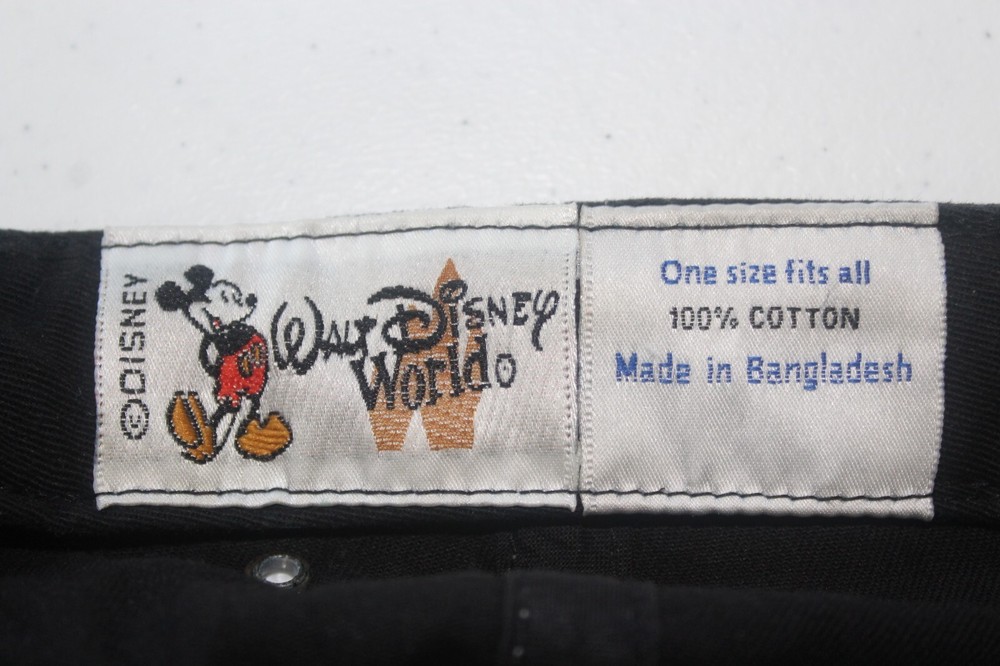 ©DISNEY
WALT DISNEY
World
One size fits all
100% COTTON
Made in Bangladesh